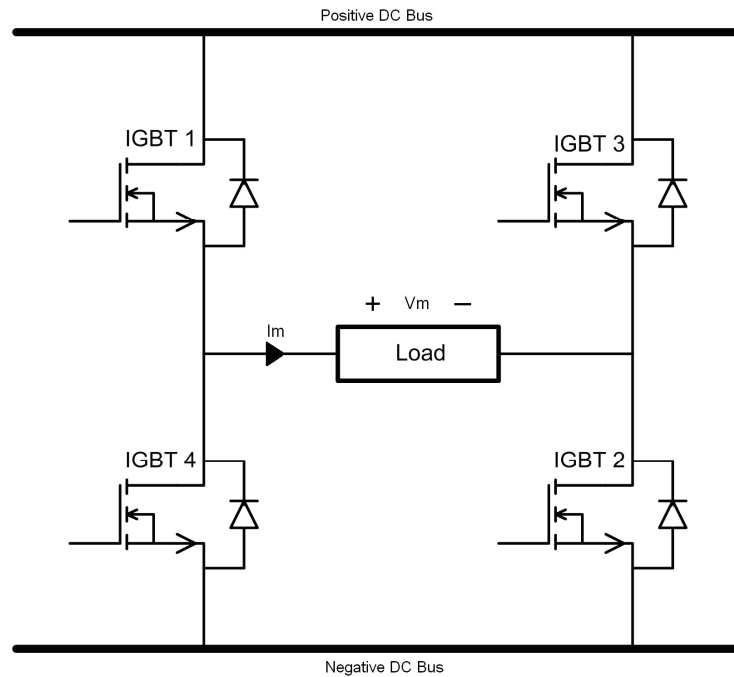 Positive DC Bus
IGBT 1
IGBT 3
+ Vm −
Im
Load
IGBT 4
IGBT 2
Negative DC Bus